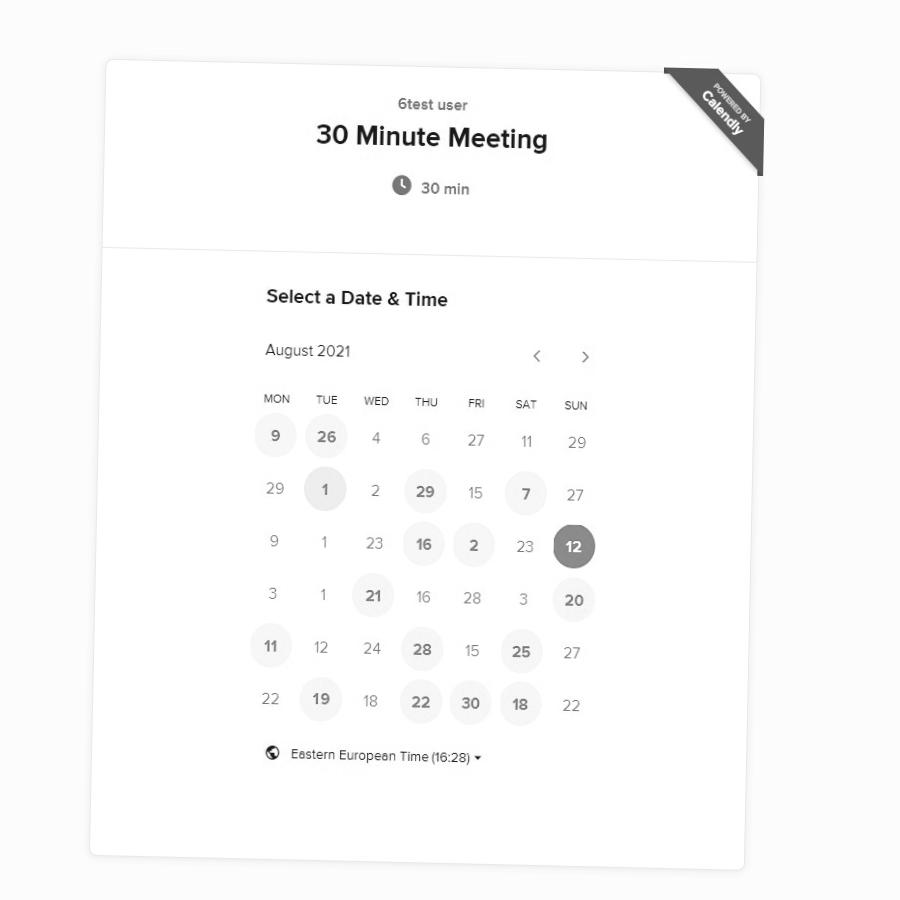 POWERED BY
Calendly
6test user
30 Minute Meeting
30 min
Select a Date & Time
August 2021
MON TUE WED THU FRI SAT SUN
9 26 4 6 27 11 29
29 1 2 29 15 7 27
9 1 23 16 2 23 12
3 1 21 16 28 3 20
11 12 24 28 15 25 27
22 19 18 22 30 18 22
Eastern European Time (16:28)